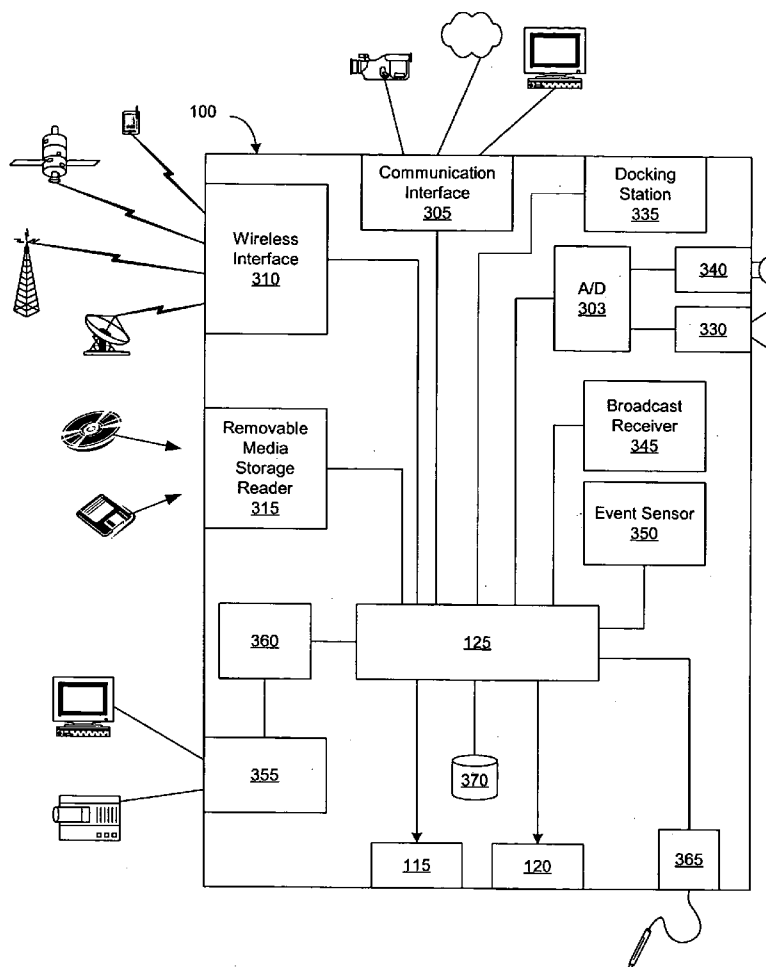 100
Communication
Interface
305
Docking
Station
335
Wireless
Interface
310
A/D
303
340
330
Removable
Media
Storage
Reader
315
Broadcast
Receiver
345
Event Sensor
350
360
125
355
370
115
120
365